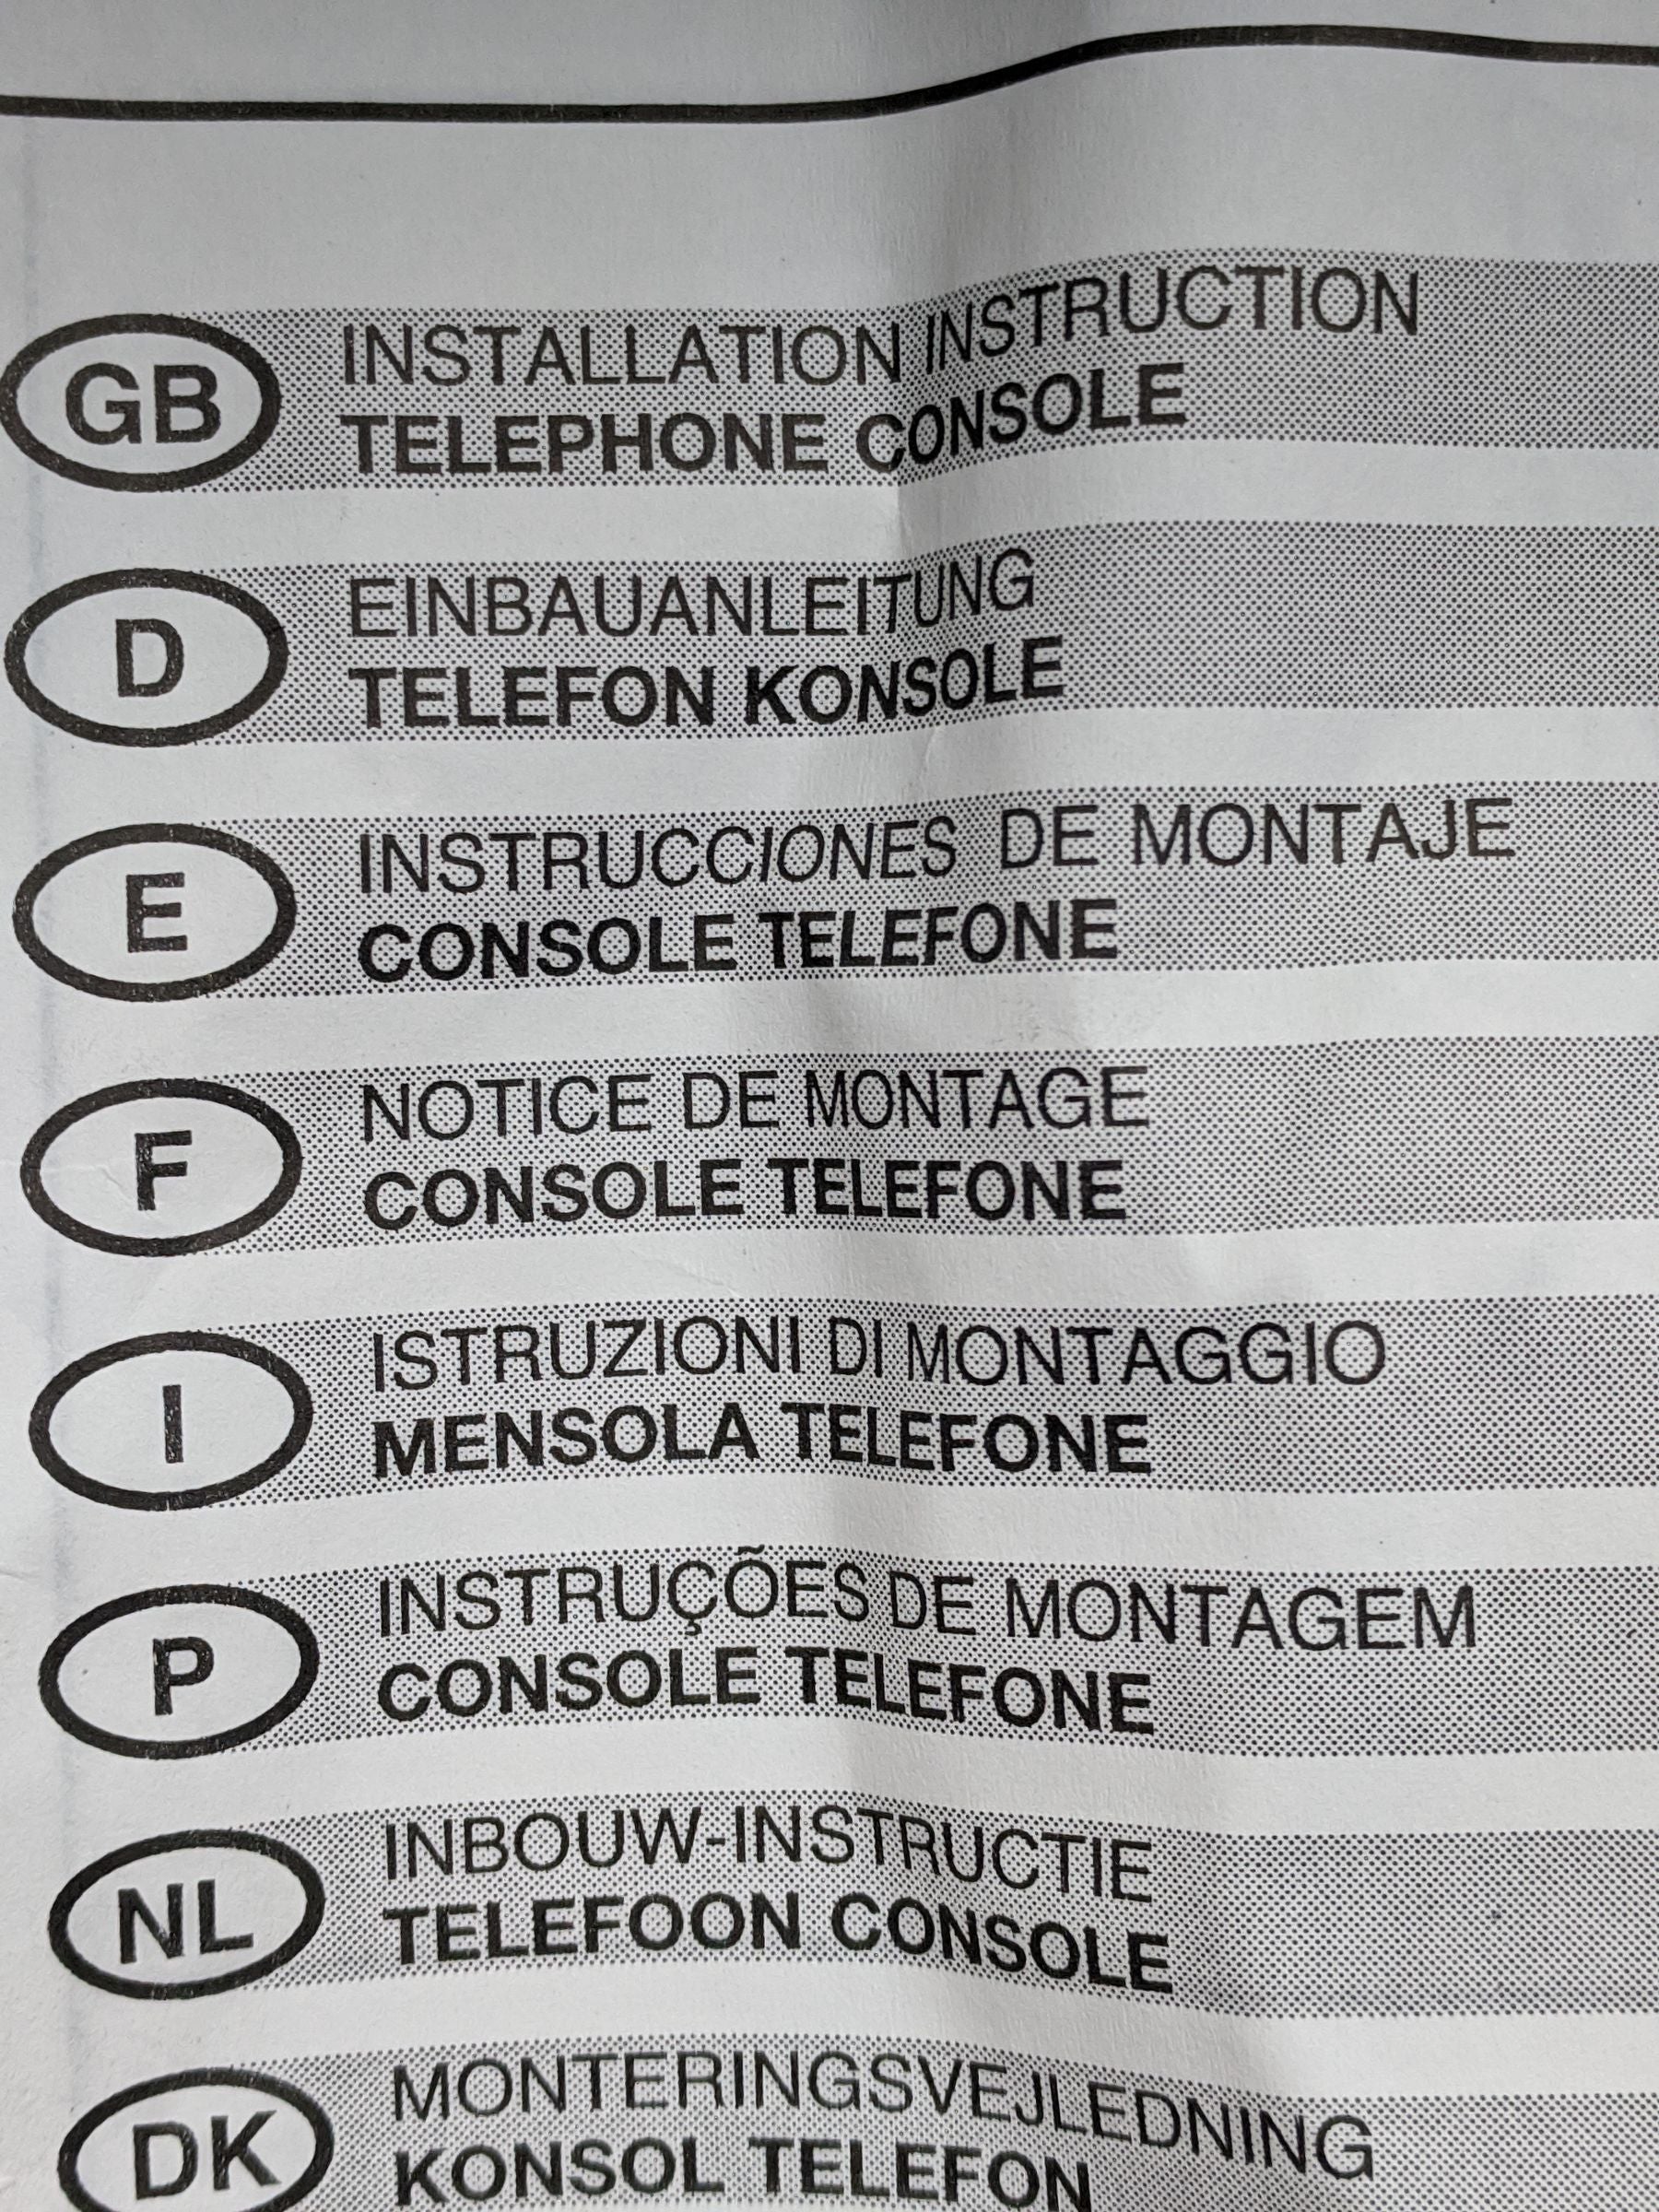 GB INSTALLATION INSTRUCTION
TELEPHONE CONSOLE
D EINBAUANLEITUNG
TELEFON KONSOLE
E INSTRUCCIONES DE MONTAJE
CONSOLE TELEFONE
F NOTICE DE MONTAGE
CONSOLE TELEFONE
I ISTRUZIONI DI MONTAGGIO
MENSOLA TELEFONE
P INSTRUÇÕES DE MONTAGEM
CONSOLE TELEFONE
NL INBOUW-INSTRUCTIE
TELEFOON CONSOLE
DK MONTERINGSVEJLEDNING
KONSOL TELEFON